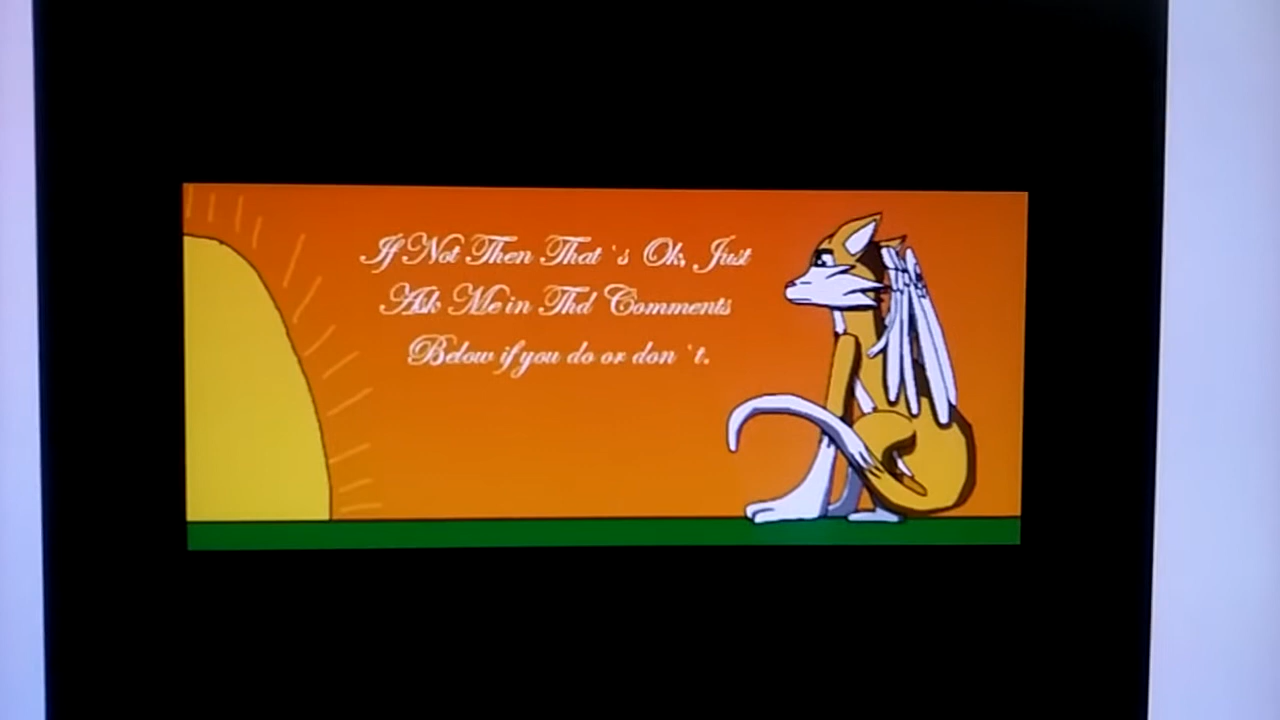 If Not Then That's Ok, Just
Ask Me in Thd Comments
Below if you do or don't.